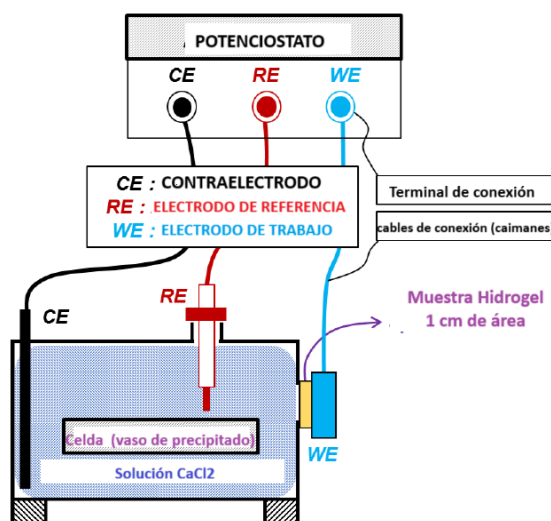 POTENCIOSTATO
CE
RE
WE
CE : CONTRAELECTRODO
RE : ELECTRODO DE REFERENCIA
WE : ELECTRODO DE TRABAJO
Terminal de conexión
cables de conexión (caimanes)
RE
CE
Muestra Hidrogel
1 cm de área
Celda (vaso de precipitado)
WE
Solución CaCl2